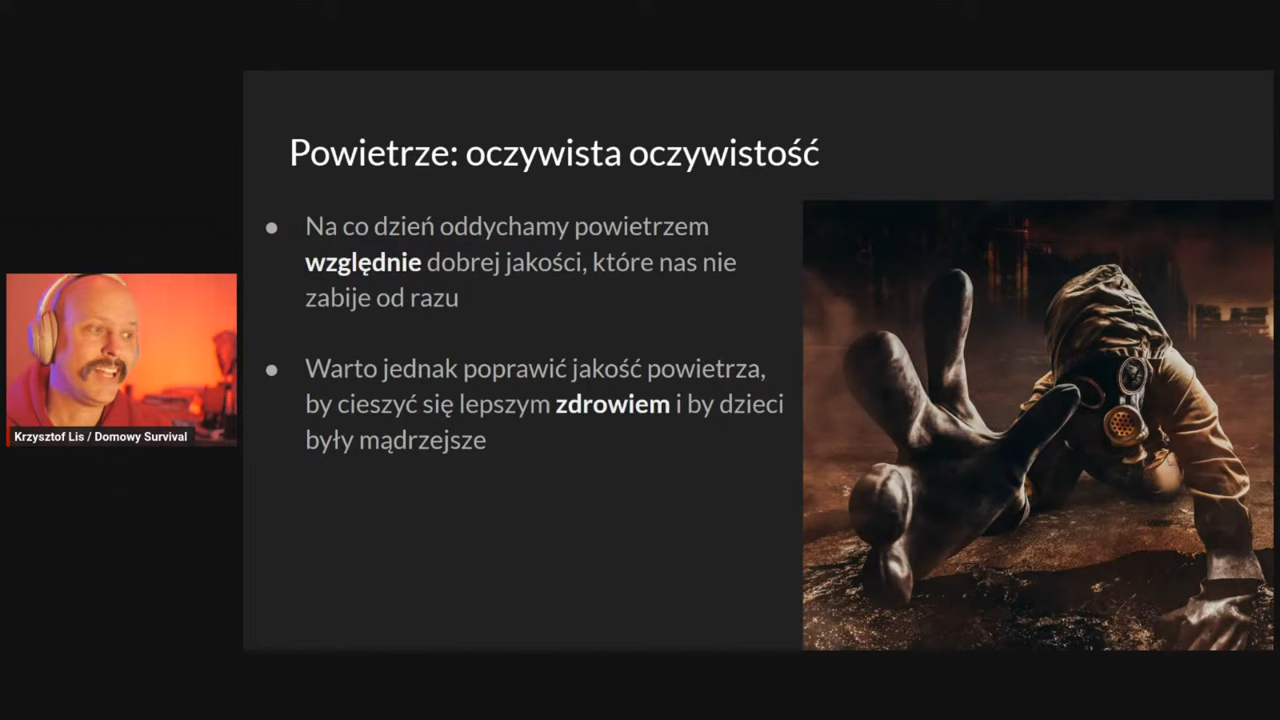 Powietrze: oczywista oczywistość
● Na co dzień oddychamy powietrzem
względnie dobrej jakości, które nas nie
zabije od razu
● Warto jednak poprawić jakość powietrza,
by cieszyć się lepszym zdrowiem i by dzieci
były mądrzejsze
Krzysztof Lis / Domowy Survival